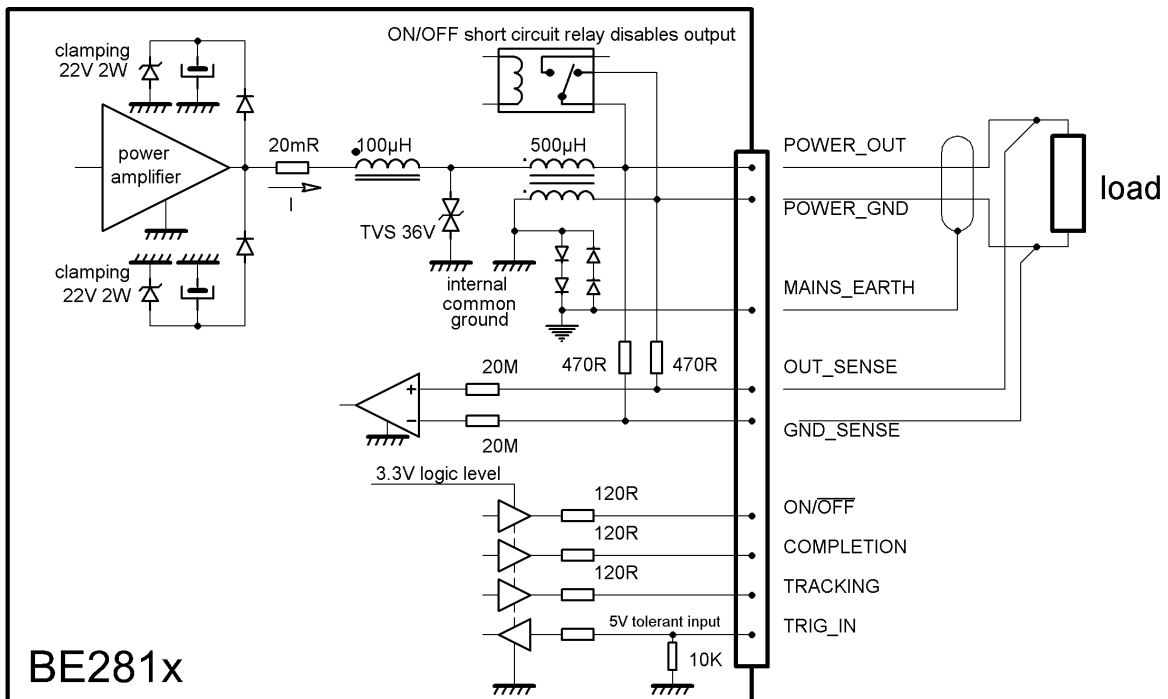 ON/OFF short circuit relay disables output
clamping
22V 2W
power
amplifier
20mR
I
100µH
500µH
TVS 36V
clamping
22V 2W
internal
common
ground
POWER_OUT
POWER_GND
load
MAINS_EARTH
470R
470R
OUT_SENSE
20M
+
−
20M
GND_SENSE
3.3V logic level
120R
ON/OFF
120R
COMPLETION
120R
TRACKING
5V tolerant input
TRIG_IN
10K
BE281x